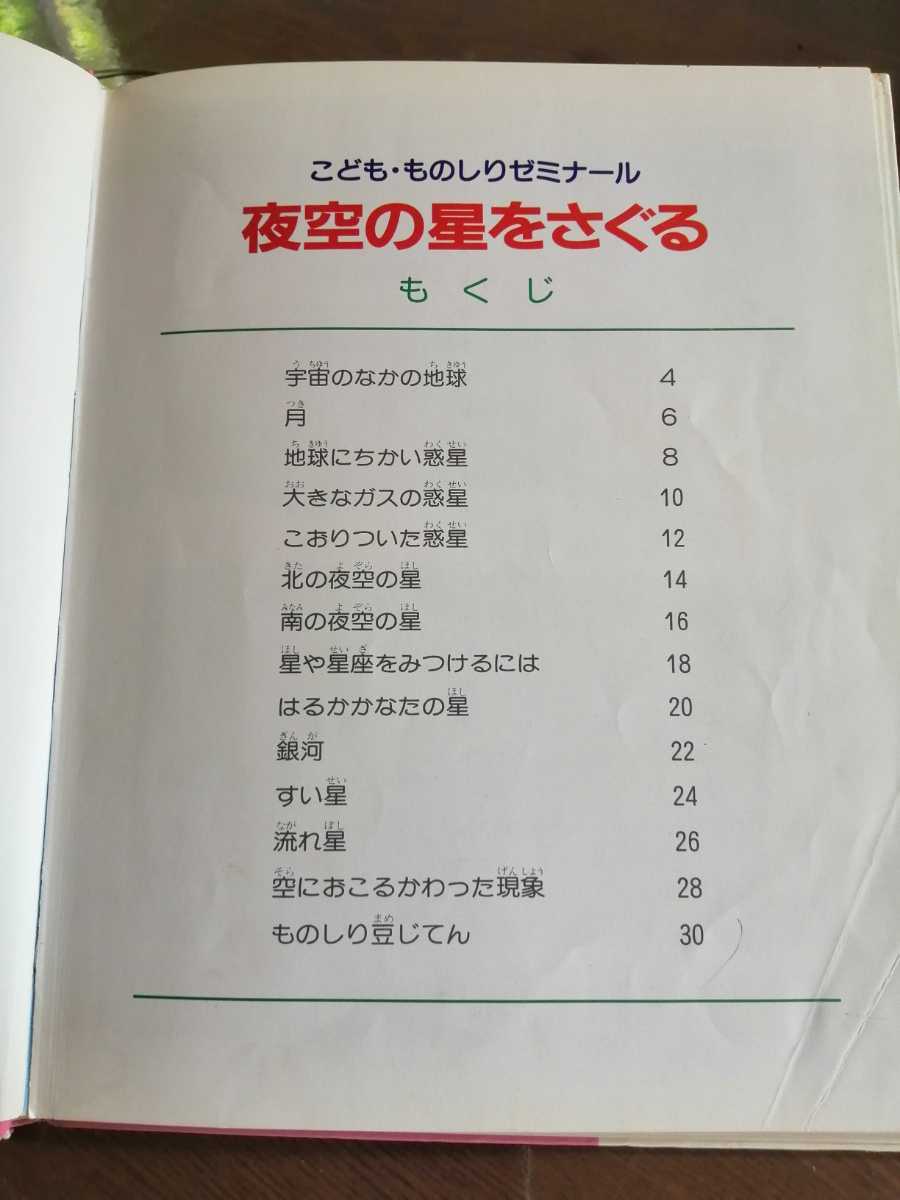 こども・ものしりゼミナール
夜空の星をさぐる
もくじ
宇宙のなかの地球 4
月 6
地球にちかい惑星 8
大きなガスの惑星 10
こおりついた惑星 12
北の夜空の星 14
南の夜空の星 16
星や星座をみつけるには 18
はるかかなたの星 20
銀河 22
すい星 24
流れ星 26
空におこるかわった現象 28
ものしり豆じてん 30